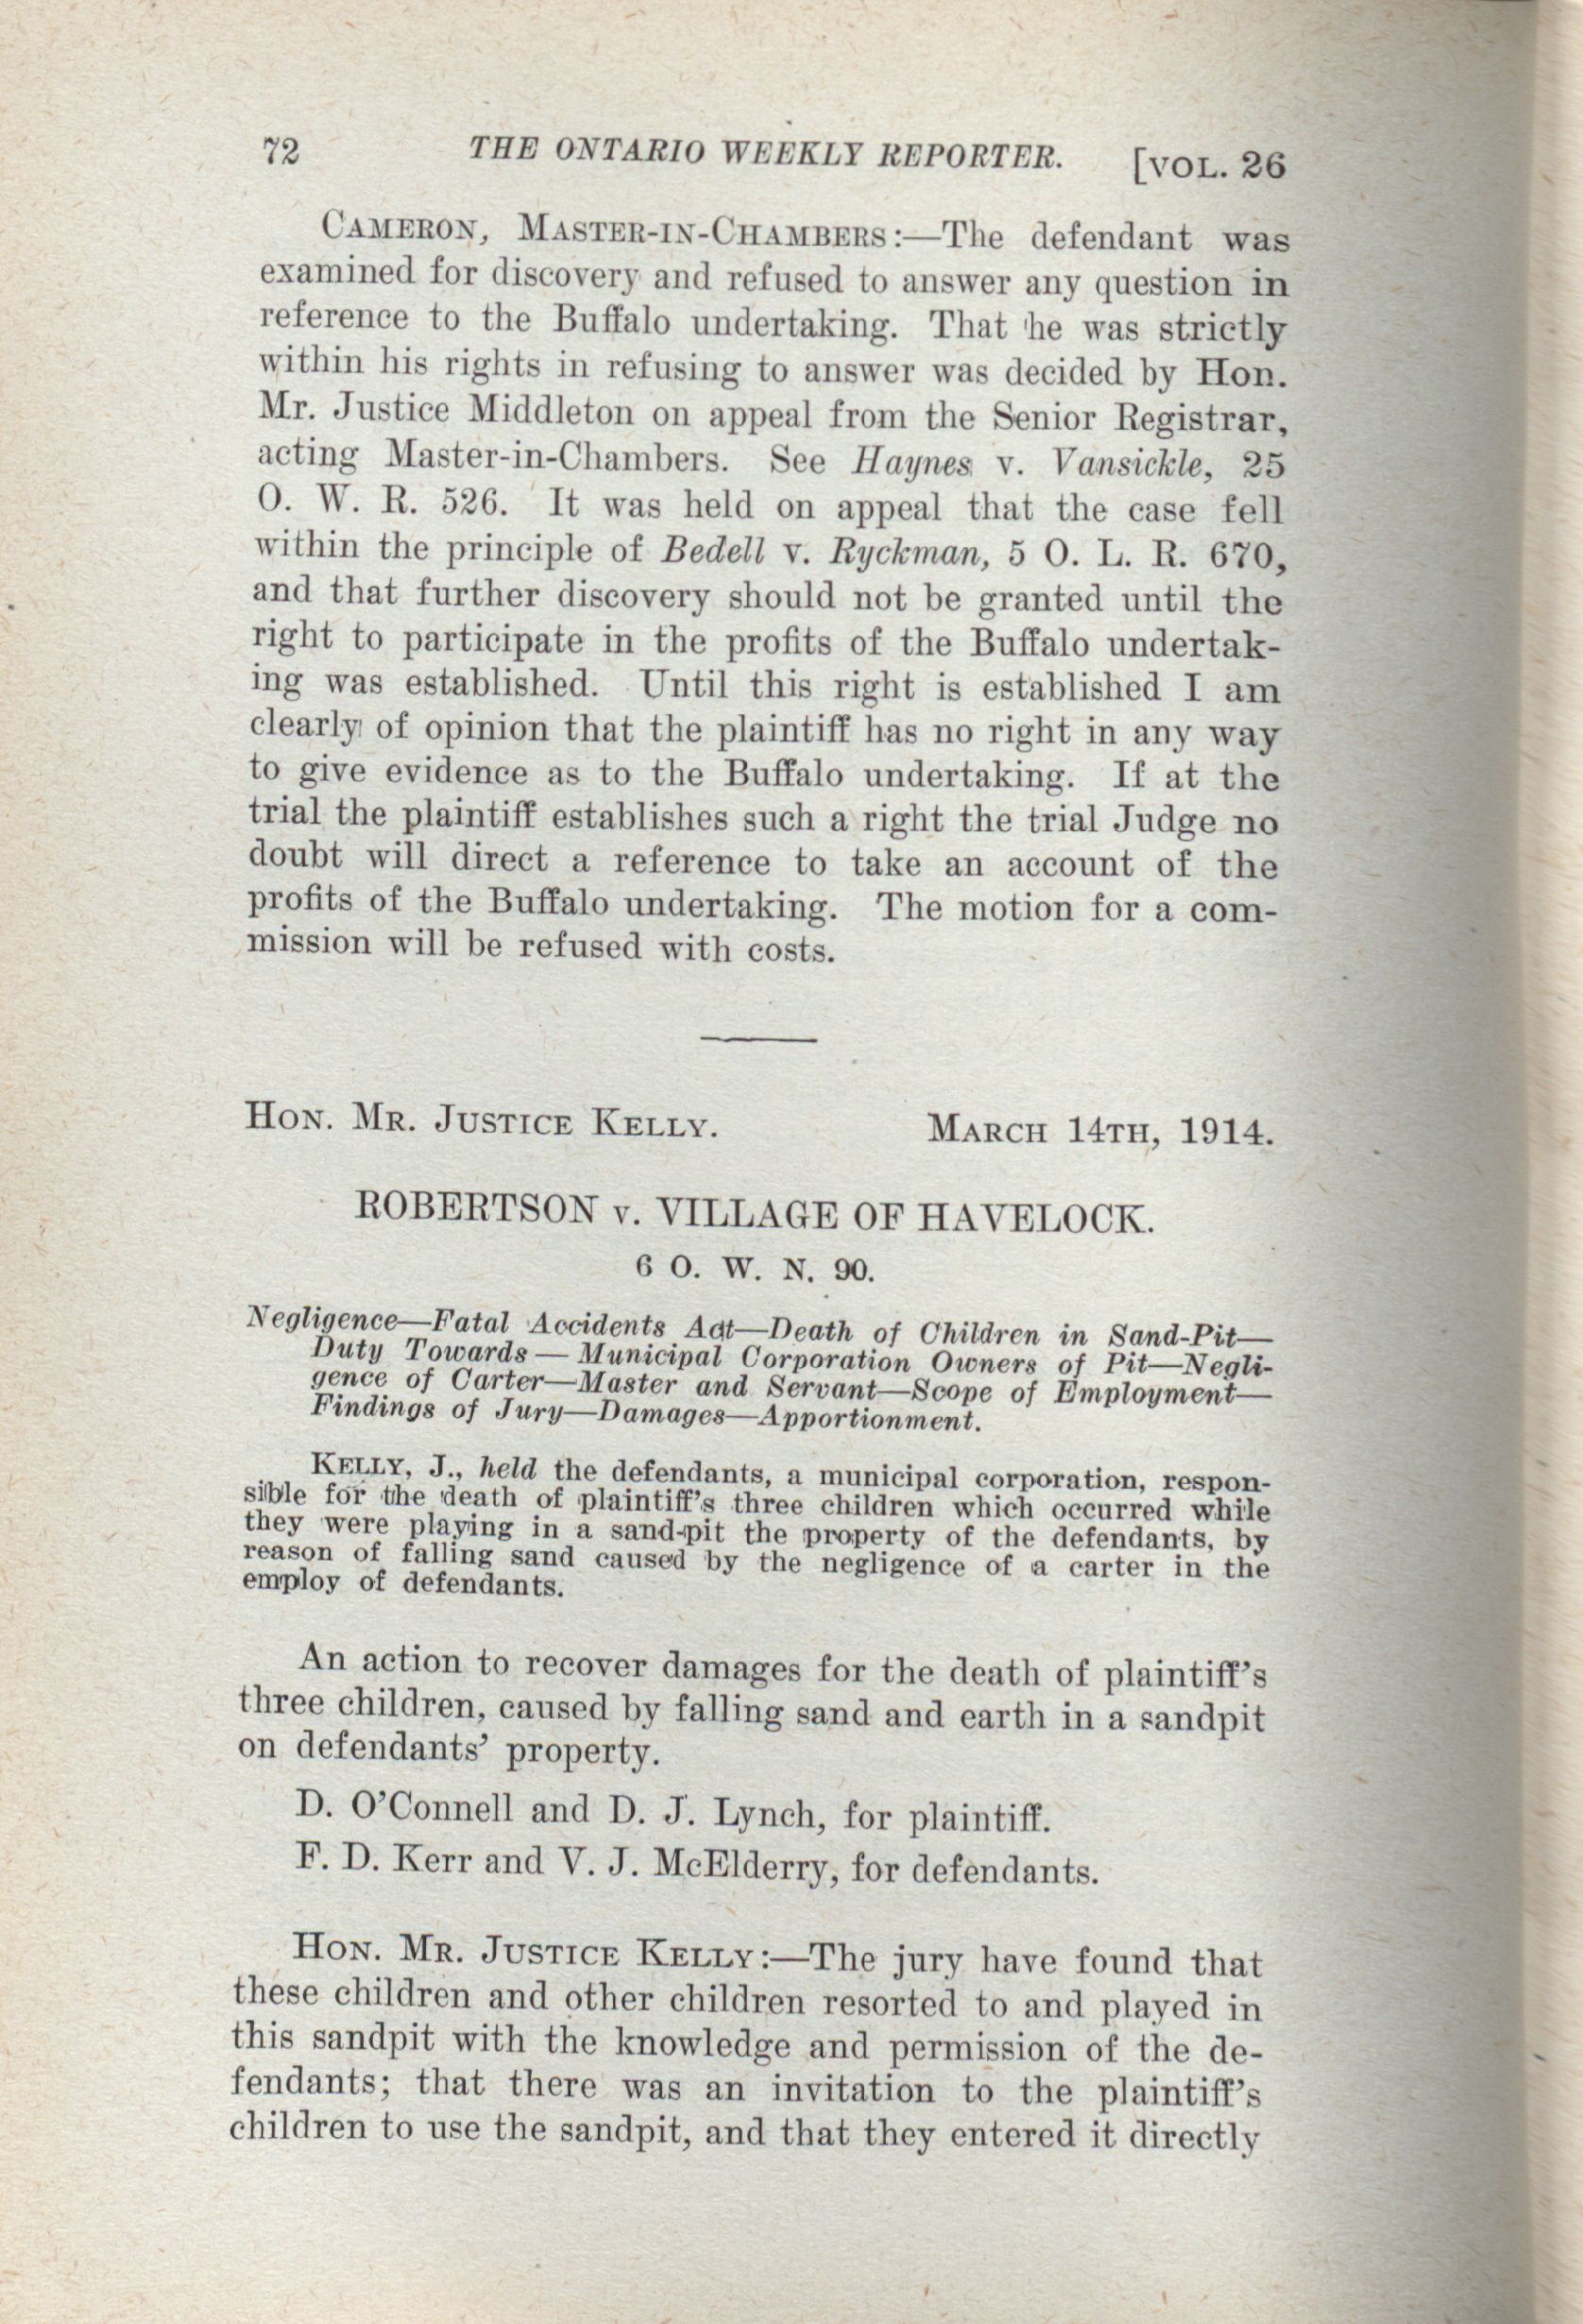 72 THE ONTARIO WEEKLY REPORTER. [VOL. 26
CAMERON, MASTER-IN-CHAMBERS:—The defendant was
examined for discovery and refused to answer any question in
reference to the Buffalo undertaking. That he was strictly
within his rights in refusing to answer was decided by Hon.
Mr. Justice Middleton on appeal from the Senior Registrar,
acting Master-in-Chambers. See Haynes v. Vansickle, 25
O. W. R. 526. It was held on appeal that the case fell
within the principle of Bedell v. Ryckman, 5 O. L. R. 670,
and that further discovery should not be granted until the
right to participate in the profits of the Buffalo undertak-
ing was established. Until this right is established I am
clearly of opinion that the plaintiff has no right in any way
to give evidence as to the Buffalo undertaking. If at the
trial the plaintiff establishes such a right the trial Judge no
doubt will direct a reference to take an account of the
profits of the Buffalo undertaking. The motion for a com-
mission will be refused with costs.
HON. MR. JUSTICE KELLY. MARCH 14TH, 1914.
ROBERTSON v. VILLAGE OF HAVELOCK.
6 O. W. N. 90.
Negligence—Fatal Accidents Act—Death of Children in Sand-Pit—
Duty Towards — Municipal Corporation Owners of Pit—Negli-
gence of Carter—Master and Servant—Scope of Employment—
Findings of Jury—Damages—Apportionment.
KELLY, J., held the defendants, a municipal corporation, respon-
sible for the death of plaintiff's three children which occurred while
they were playing in a sand-pit the property of the defendants, by
reason of falling sand caused by the negligence of a carter in the
employ of defendants.
An action to recover damages for the death of plaintiff's
three children, caused by falling sand and earth in a sandpit
on defendants' property.
D. O'Connell and D. J. Lynch, for plaintiff.
F. D. Kerr and V. J. McElderry, for defendants.
HON. MR. JUSTICE KELLY:—The jury have found that
these children and other children resorted to and played in
this sandpit with the knowledge and permission of the de-
fendants; that there was an invitation to the plaintiff's
children to use the sandpit, and that they entered it directly